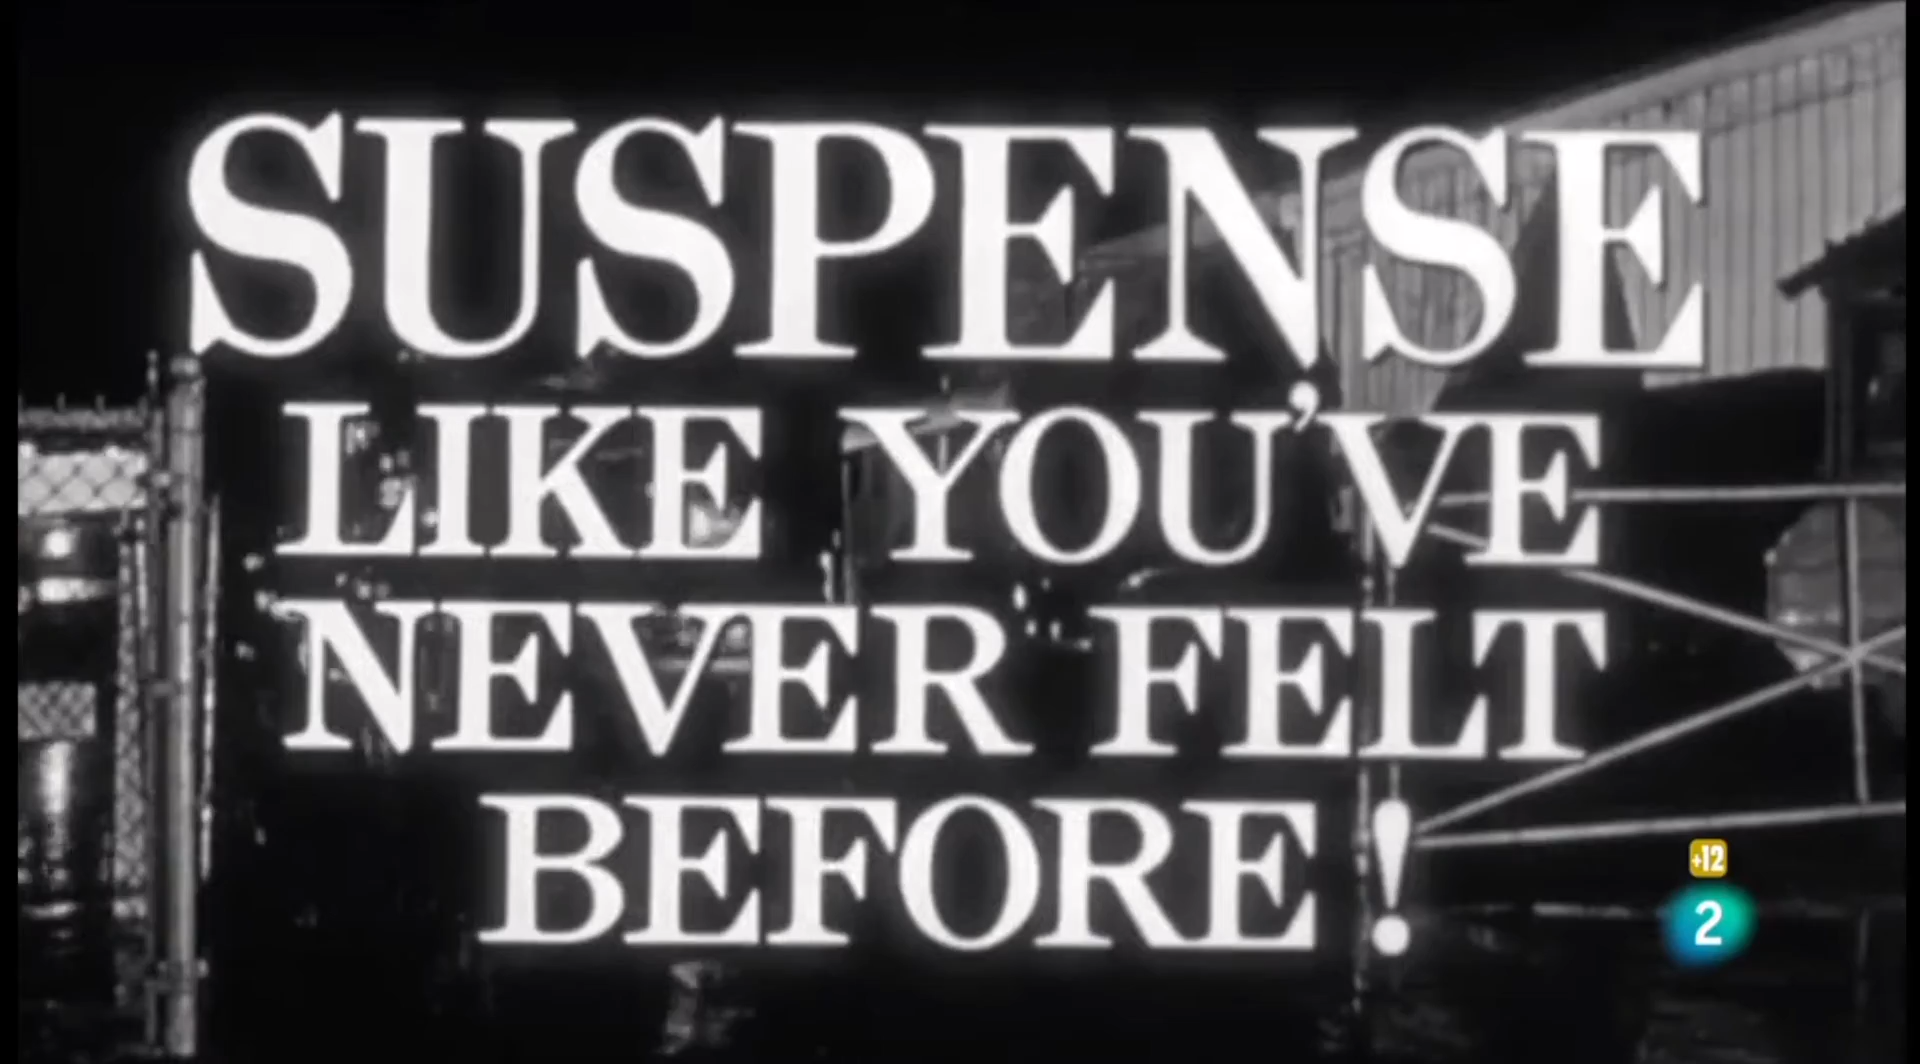 SUSPENSE
LIKE YOU'VE
NEVER FELT
BEFORE!
+12
2